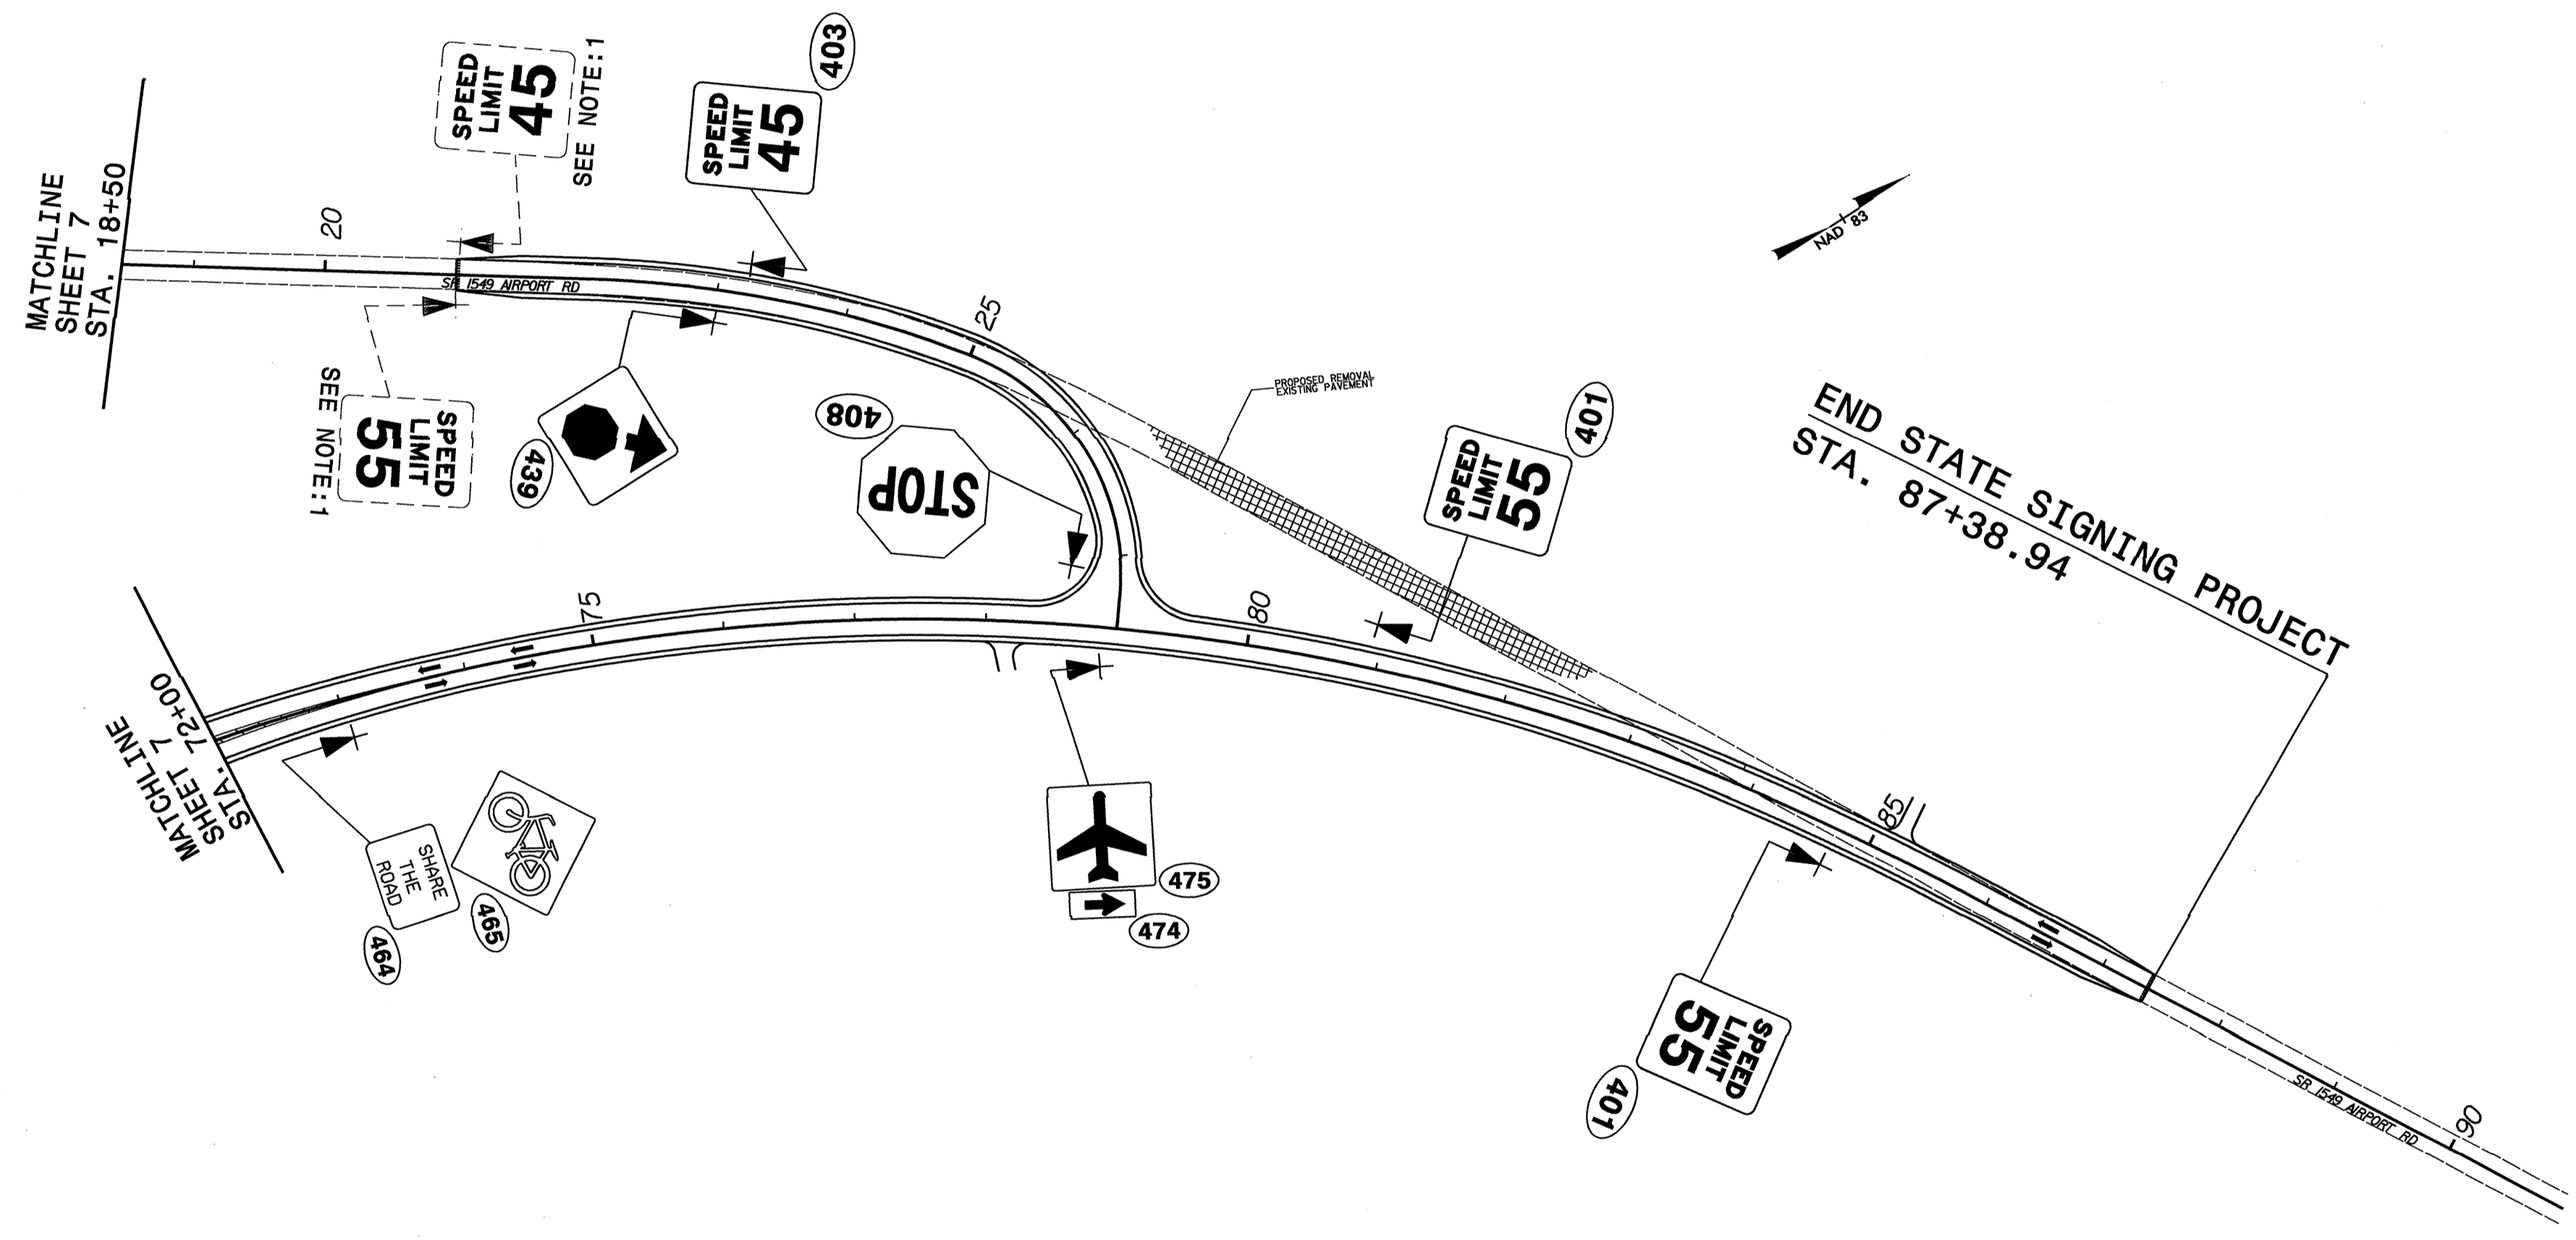 MATCHLINE
SHEET 7
STA. 18+50
20
SPEED
LIMIT
45
SEE NOTE:1
SPEED
LIMIT
45
403
SR 1549 AIRPORT RD
25
NAD 83
SPEED
LIMIT
55
SEE NOTE:1
439
408
STOP
PROPOSED REMOVAL
EXISTING PAVEMENT
SPEED
LIMIT
55
401
END STATE SIGNING PROJECT
STA. 87+38.94
MATCHLINE
SHEET 7
STA. 72+00
75
80
85
SHARE
THE
ROAD
464
465
475
474
SPEED
LIMIT
55
401
SR 1549 AIRPORT RD
90